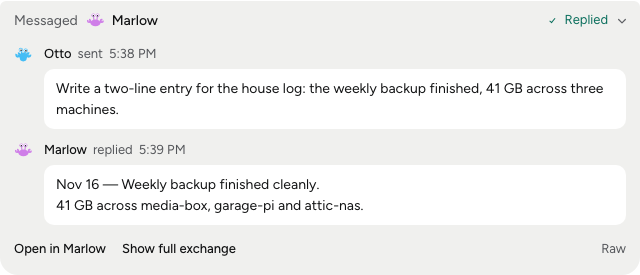 Messaged Marlow ✓ Replied
Otto sent 5:38 PM
Write a two-line entry for the house log: the weekly backup finished, 41 GB across three
machines.
Marlow replied 5:39 PM
Nov 16 — Weekly backup finished cleanly.
41 GB across media-box, garage-pi and attic-nas.
Open in Marlow Show full exchange Raw